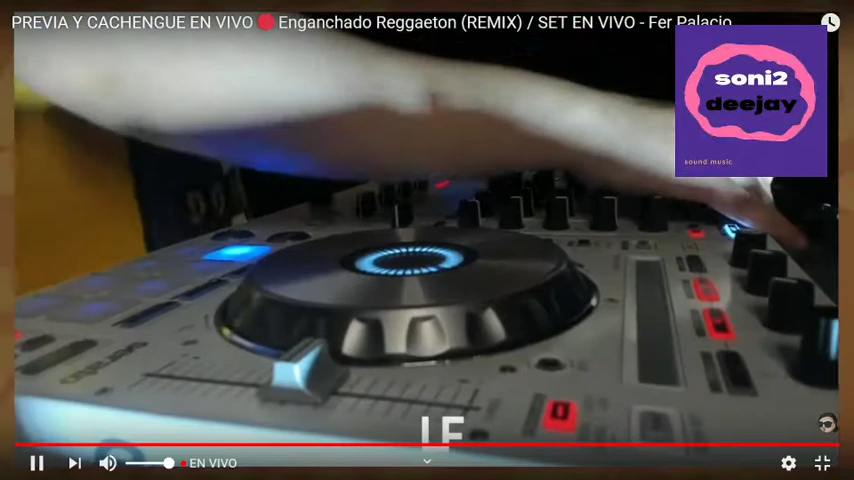 PREVIA Y CACHENGUE EN VIVO 🔴 Enganchado Reggaeton (REMIX) / SET EN VIVO - Fer Palacio
soni2
deejay
sound music
serato
LE
EN VIVO